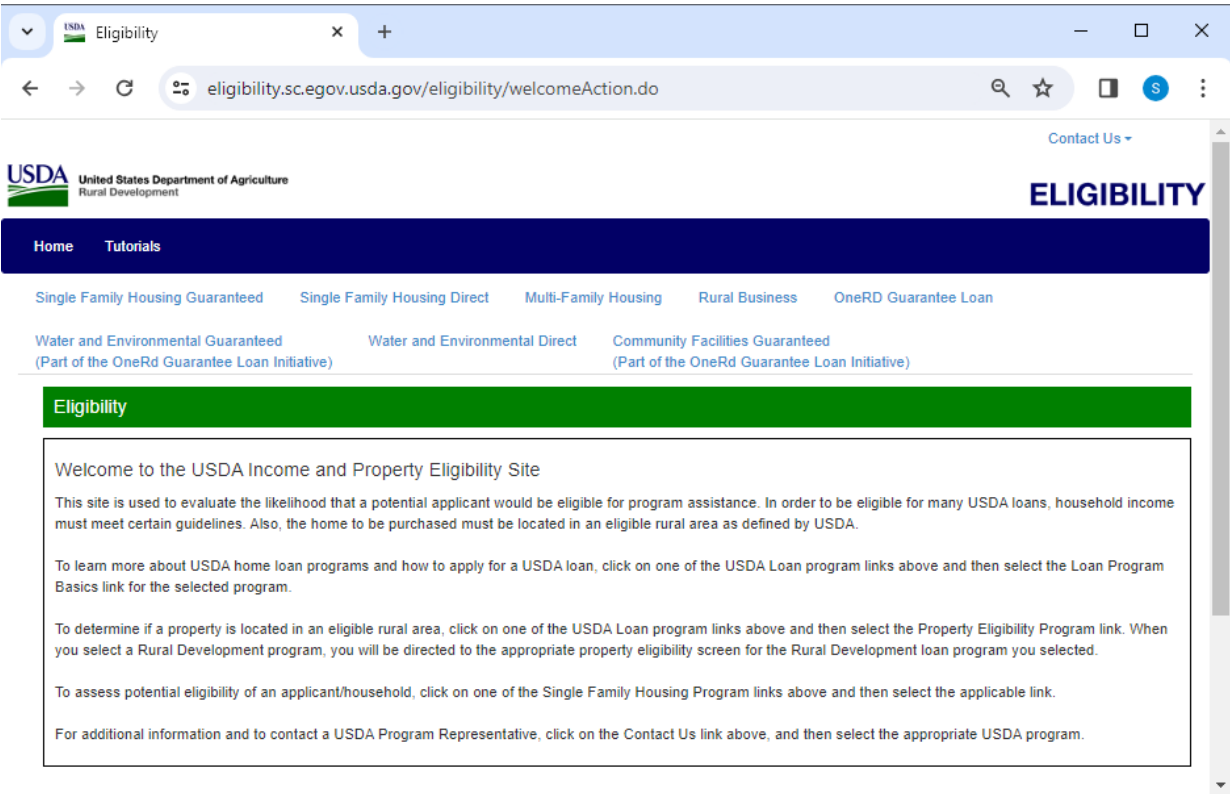 USDA Eligibility
eligibility.sc.egov.usda.gov/eligibility/welcomeAction.do
S
Contact Us
USDA United States Department of Agriculture
Rural Development
ELIGIBILITY
Home Tutorials
Single Family Housing Guaranteed Single Family Housing Direct Multi-Family Housing Rural Business OneRD Guarantee Loan
Water and Environmental Guaranteed Water and Environmental Direct Community Facilities Guaranteed
(Part of the OneRd Guarantee Loan Initiative) (Part of the OneRd Guarantee Loan Initiative)
Eligibility
Welcome to the USDA Income and Property Eligibility Site
This site is used to evaluate the likelihood that a potential applicant would be eligible for program assistance. In order to be eligible for many USDA loans, household income
must meet certain guidelines. Also, the home to be purchased must be located in an eligible rural area as defined by USDA.
To learn more about USDA home loan programs and how to apply for a USDA loan, click on one of the USDA Loan program links above and then select the Loan Program
Basics link for the selected program.
To determine if a property is located in an eligible rural area, click on one of the USDA Loan program links above and then select the Property Eligibility Program link. When
you select a Rural Development program, you will be directed to the appropriate property eligibility screen for the Rural Development loan program you selected.
To assess potential eligibility of an applicant/household, click on one of the Single Family Housing Program links above and then select the applicable link.
For additional information and to contact a USDA Program Representative, click on the Contact Us link above, and then select the appropriate USDA program.